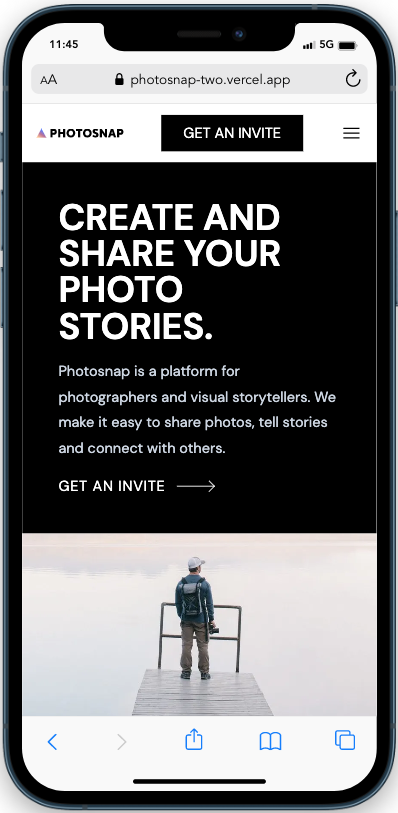 11:45
5G
AA
photosnap-two.vercel.app
PHOTOSNAP
GET AN INVITE
CREATE AND
SHARE YOUR
PHOTO
STORIES.
Photosnap is a platform for
photographers and visual storytellers. We
make it easy to share photos, tell stories
and connect with others.
GET AN INVITE